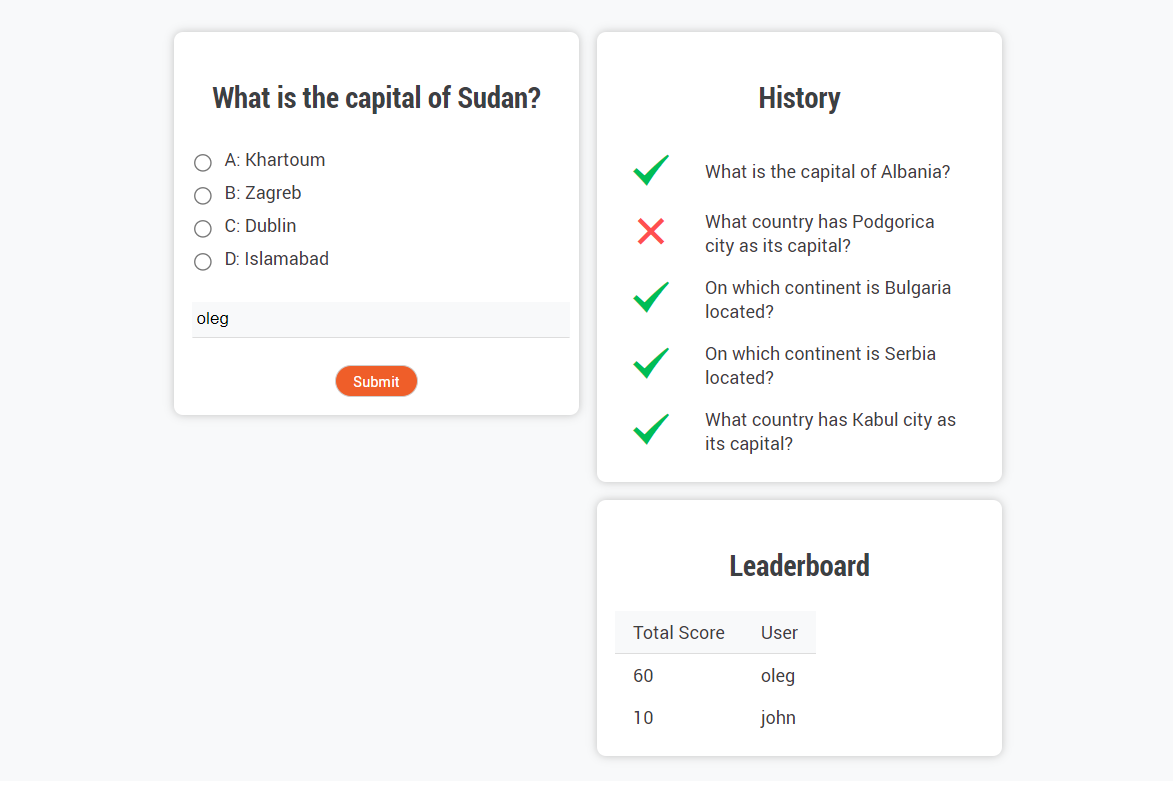 What is the capital of Sudan?
A: Khartoum
B: Zagreb
C: Dublin
D: Islamabad
oleg
Submit
History
What is the capital of Albania?
What country has Podgorica
city as its capital?
On which continent is Bulgaria
located?
On which continent is Serbia
located?
What country has Kabul city as
its capital?
Leaderboard
Total Score User
60 oleg
10 john